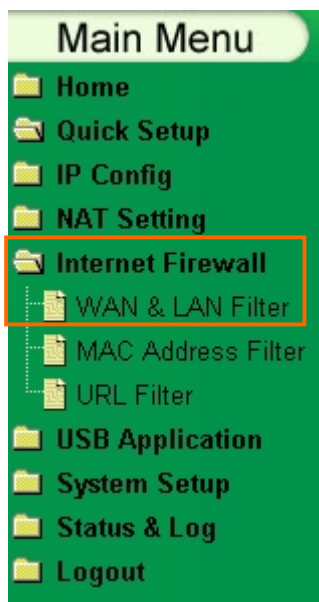 Main Menu
Home
Quick Setup
IP Config
NAT Setting
Internet Firewall
WAN & LAN Filter
MAC Address Filter
URL Filter
USB Application
System Setup
Status & Log
Logout